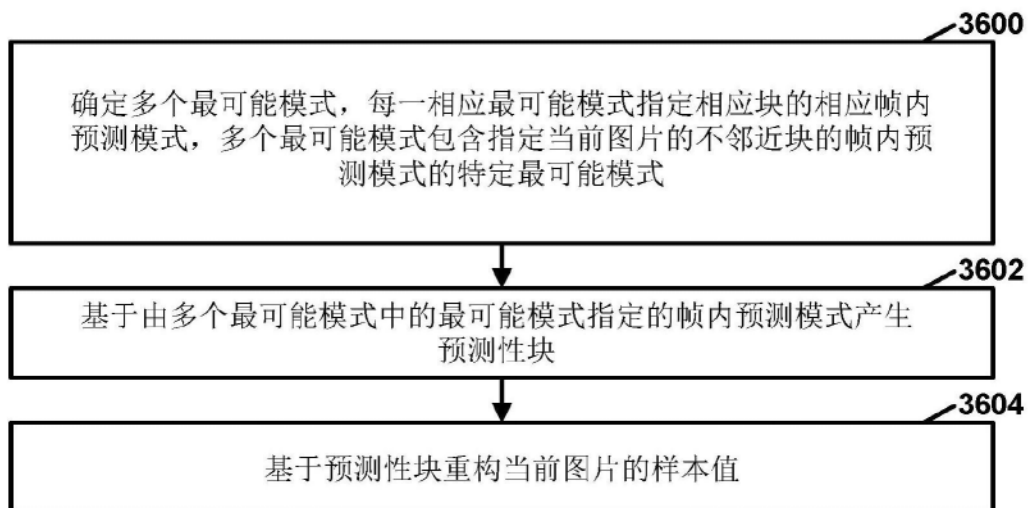 3600
确定多个最可能模式，每一相应最可能模式指定相应块的相应帧内
预测模式，多个最可能模式包含指定当前图片的不邻近块的帧内预
测模式的特定最可能模式
3602
基于由多个最可能模式中的最可能模式指定的帧内预测模式产生
预测性块
3604
基于预测性块重构当前图片的样本值